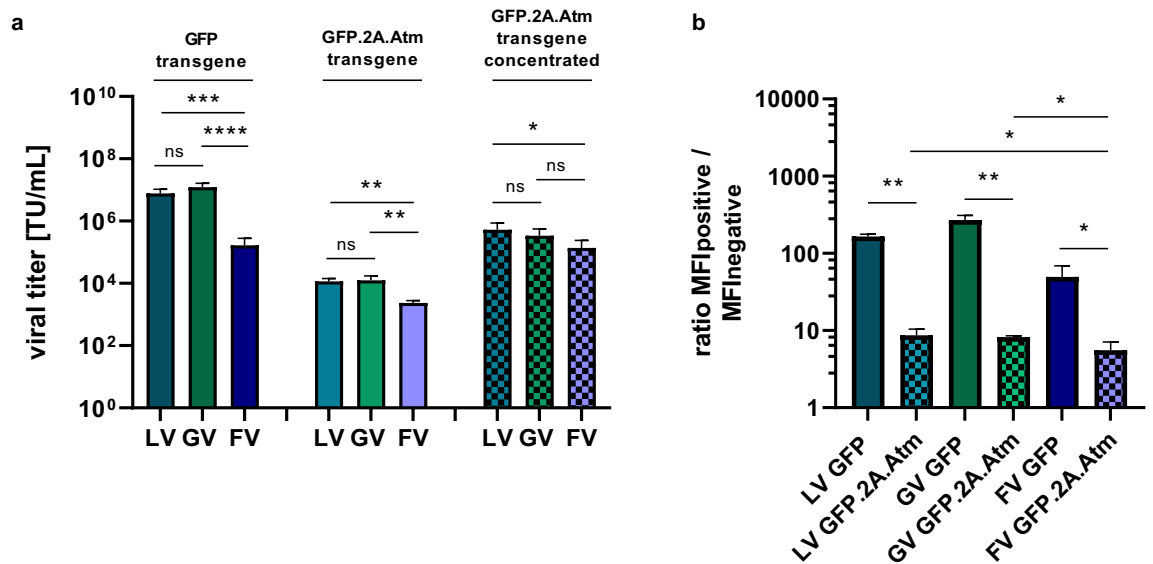 a
GFP
transgene
GFP.2A.Atm
transgene
GFP.2A.Atm
transgene
concentrated
viral titer [TU/mL]
10^10
10^8
10^6
10^4
10^2
10^0
***
****
ns
**
**
ns
*
ns
ns
LV GV FV
LV GV FV
LV GV FV
b
ratio MFIpositive /
MFInegative
10000
1000
100
10
1
*
*
**
**
*
LV GFP
LV GFP.2A.Atm
GV GFP
GV GFP.2A.Atm
FV GFP
FV GFP.2A.Atm